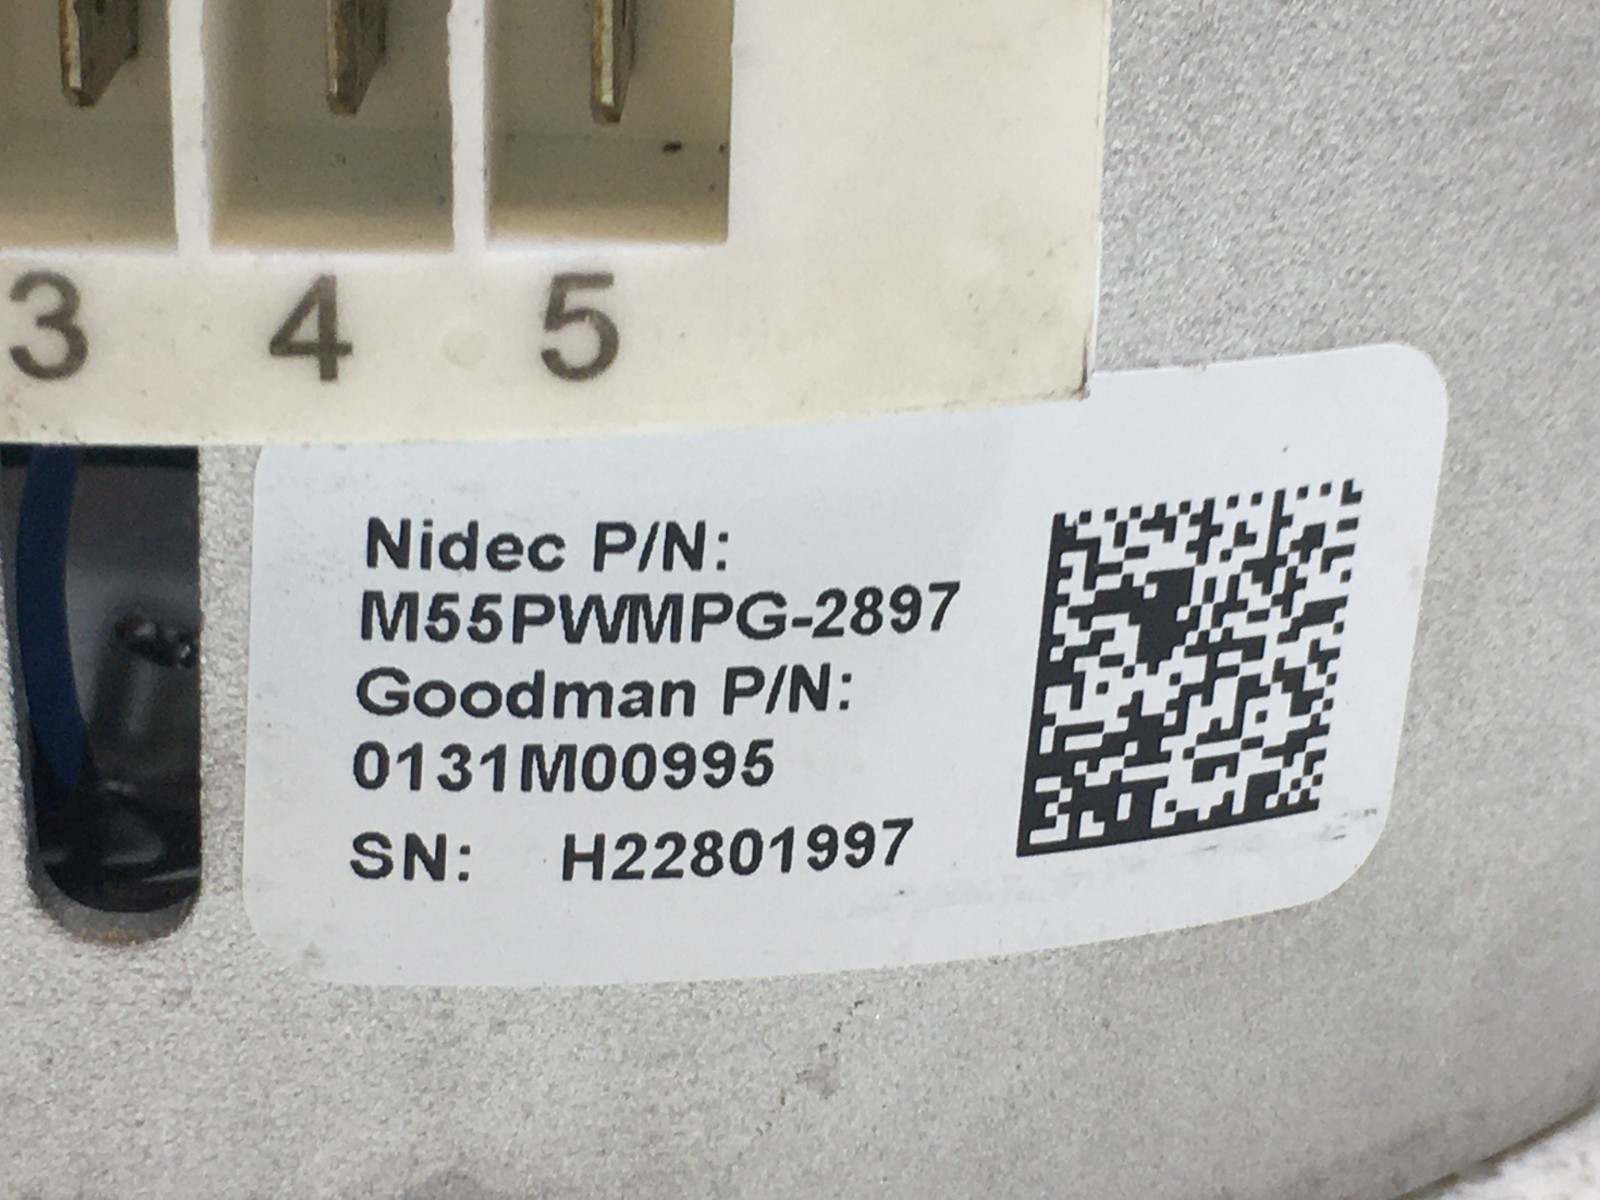 3 4 5
Nidec P/N:
M55PWMPG-2897
Goodman P/N:
0131M00995
SN: H22801997